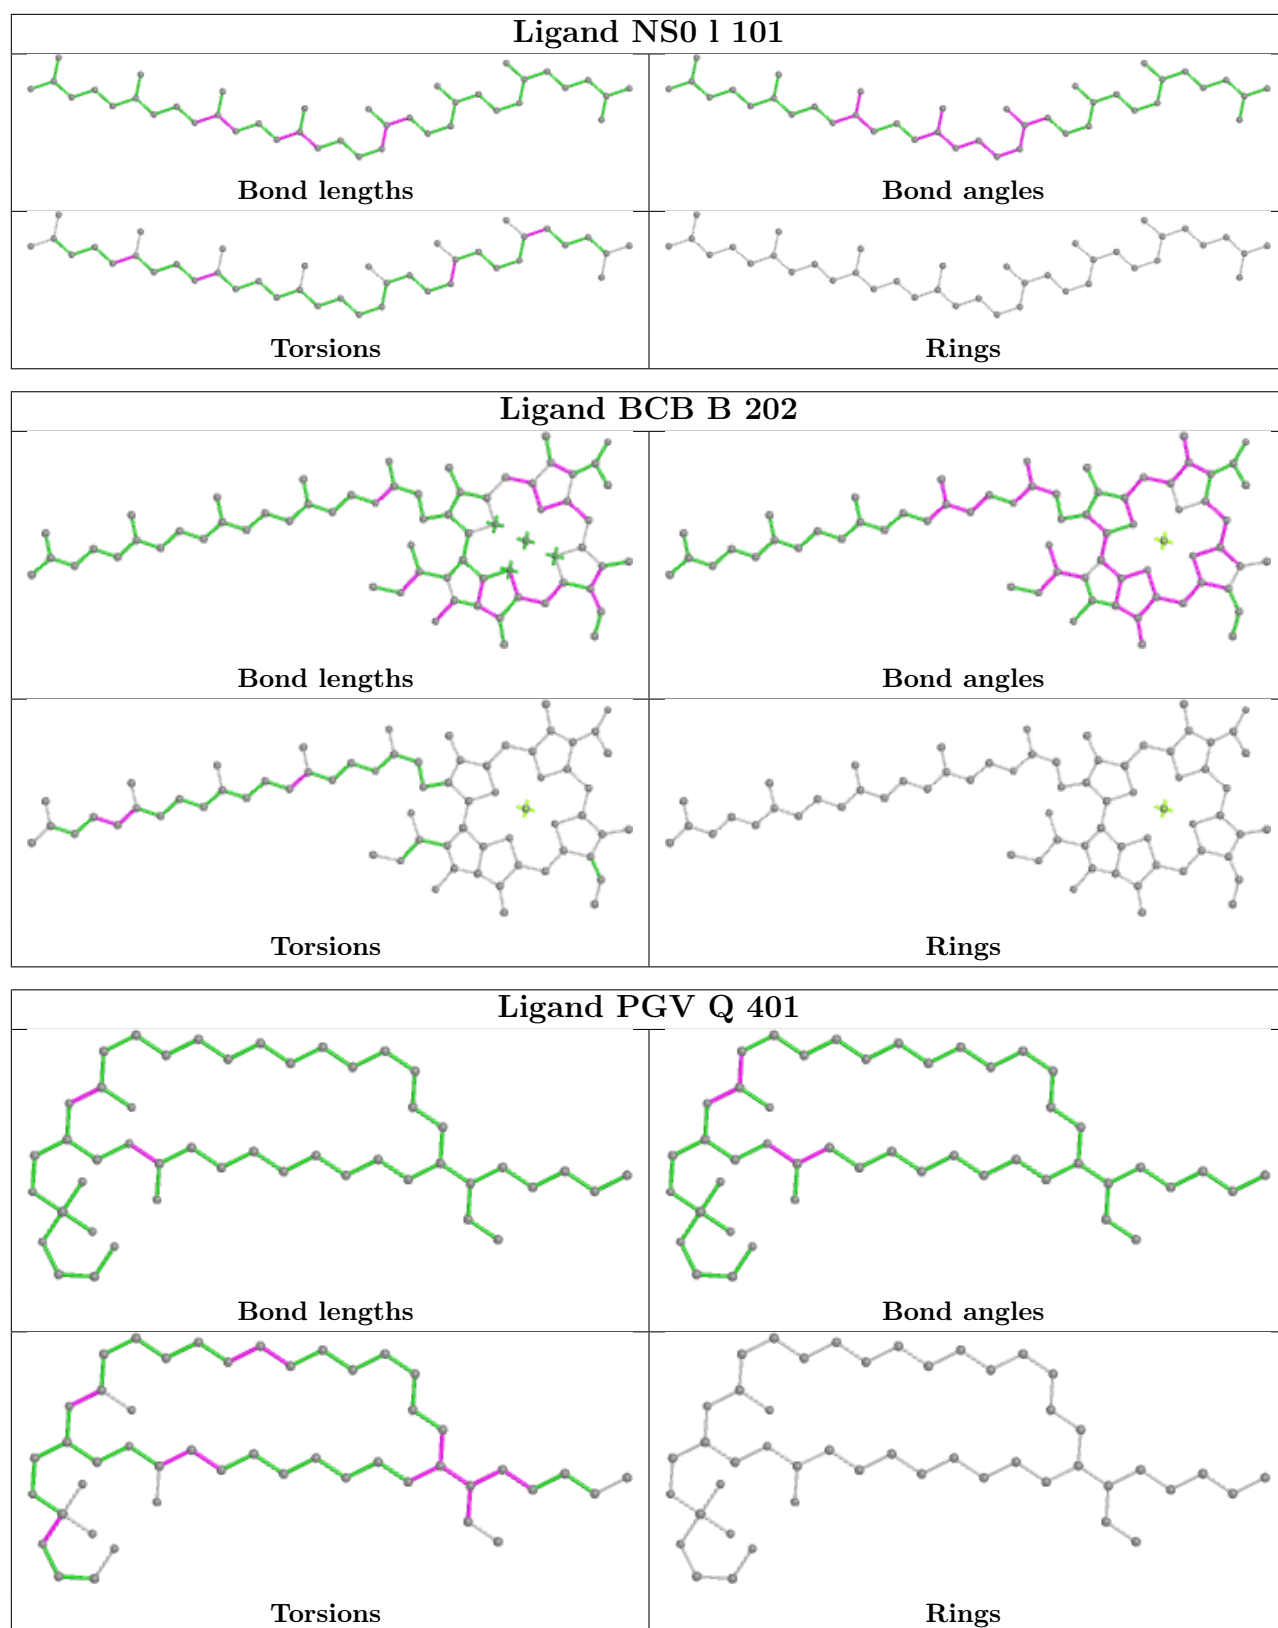 Ligand NS0 l 101
Bond lengths
Bond angles
Torsions
Rings
Ligand BCB B 202
Bond lengths
Bond angles
Torsions
Rings
Ligand PGV Q 401
Bond lengths
Bond angles
Torsions
Rings